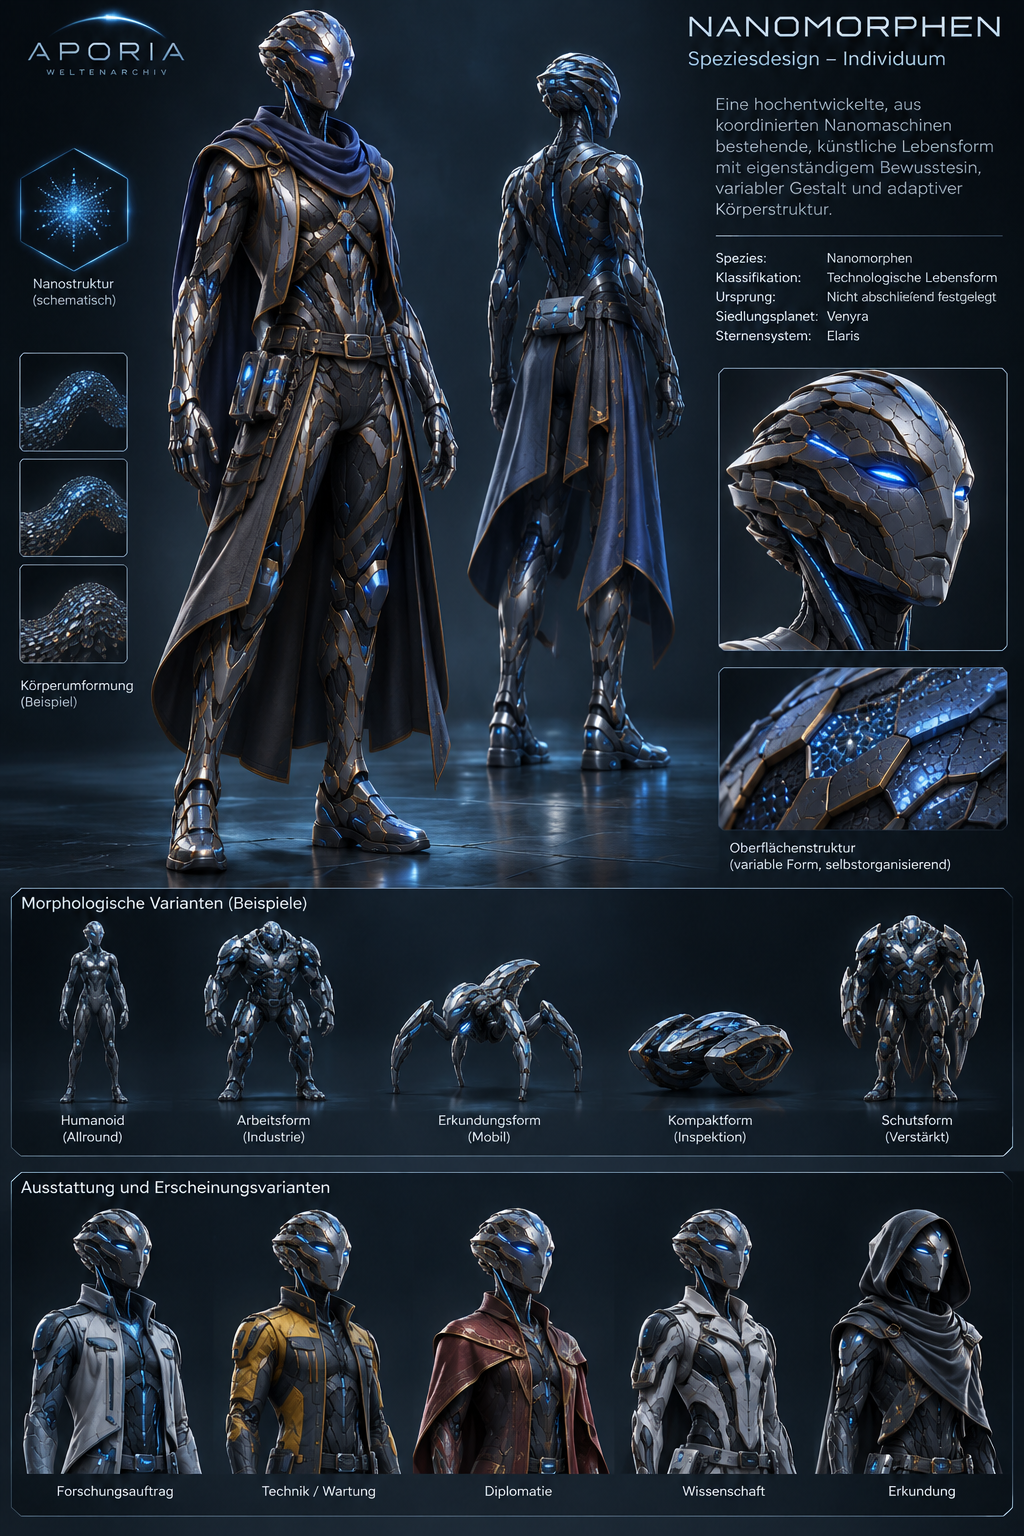 APORIA
WELTENARCHIV
NANOMORPHEN
Speziesdesign – Individuum
Eine hochentwickelte, aus
koordinierten Nanomaschinen
bestehende, künstliche Lebensform
mit eigenständigem Bewusstesin,
variabler Gestalt und adaptiver
Körperstruktur.
Spezies: Nanomorphen
Klassifikation: Technologische Lebensform
Ursprung: Nicht abschließend festgelegt
Siedlungsplanet: Venyra
Sternensystem: Elaris
Nanostruktur
(schematisch)
Körperumformung
(Beispiel)
Oberflächenstruktur
(variable Form, selbstorganisierend)
Morphologische Varianten (Beispiele)
Humanoid
(Allround)
Arbeitsform
(Industrie)
Erkundungsform
(Mobil)
Kompaktform
(Inspektion)
Schutsform
(Verstärkt)
Ausstattung und Erscheinungsvarianten
Forschungsauftrag
Technik / Wartung
Diplomatie
Wissenschaft
Erkundung